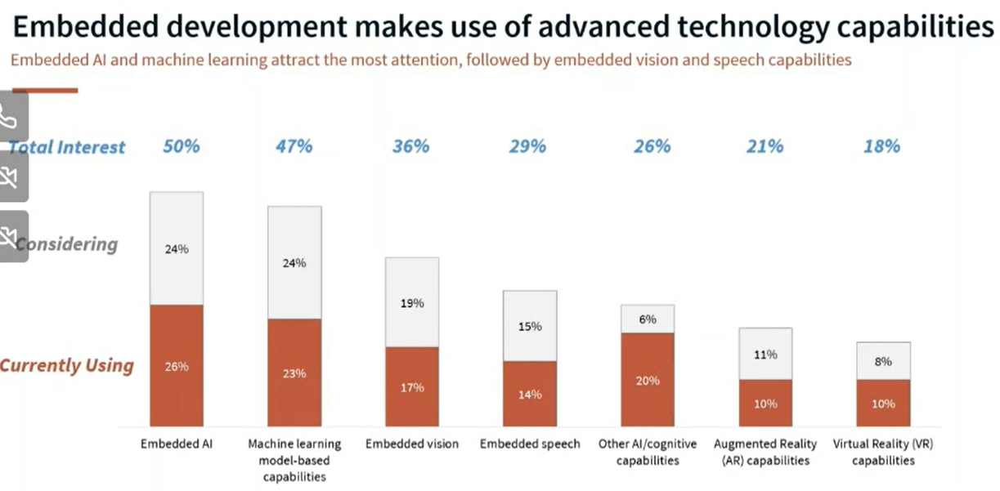 Embedded development makes use of advanced technology capabilities
Embedded AI and machine learning attract the most attention, followed by embedded vision and speech capabilities
Total Interest 50% 47% 36% 29% 26% 21% 18%
Considering 24% 24% 19% 15% 6% 11% 8%
Currently Using 26% 23% 17% 14% 20% 10% 10%
Embedded AI
Machine learning
model-based
capabilities
Embedded vision
Embedded speech
Other AI/cognitive
capabilities
Augmented Reality
(AR) capabilities
Virtual Reality (VR)
capabilities